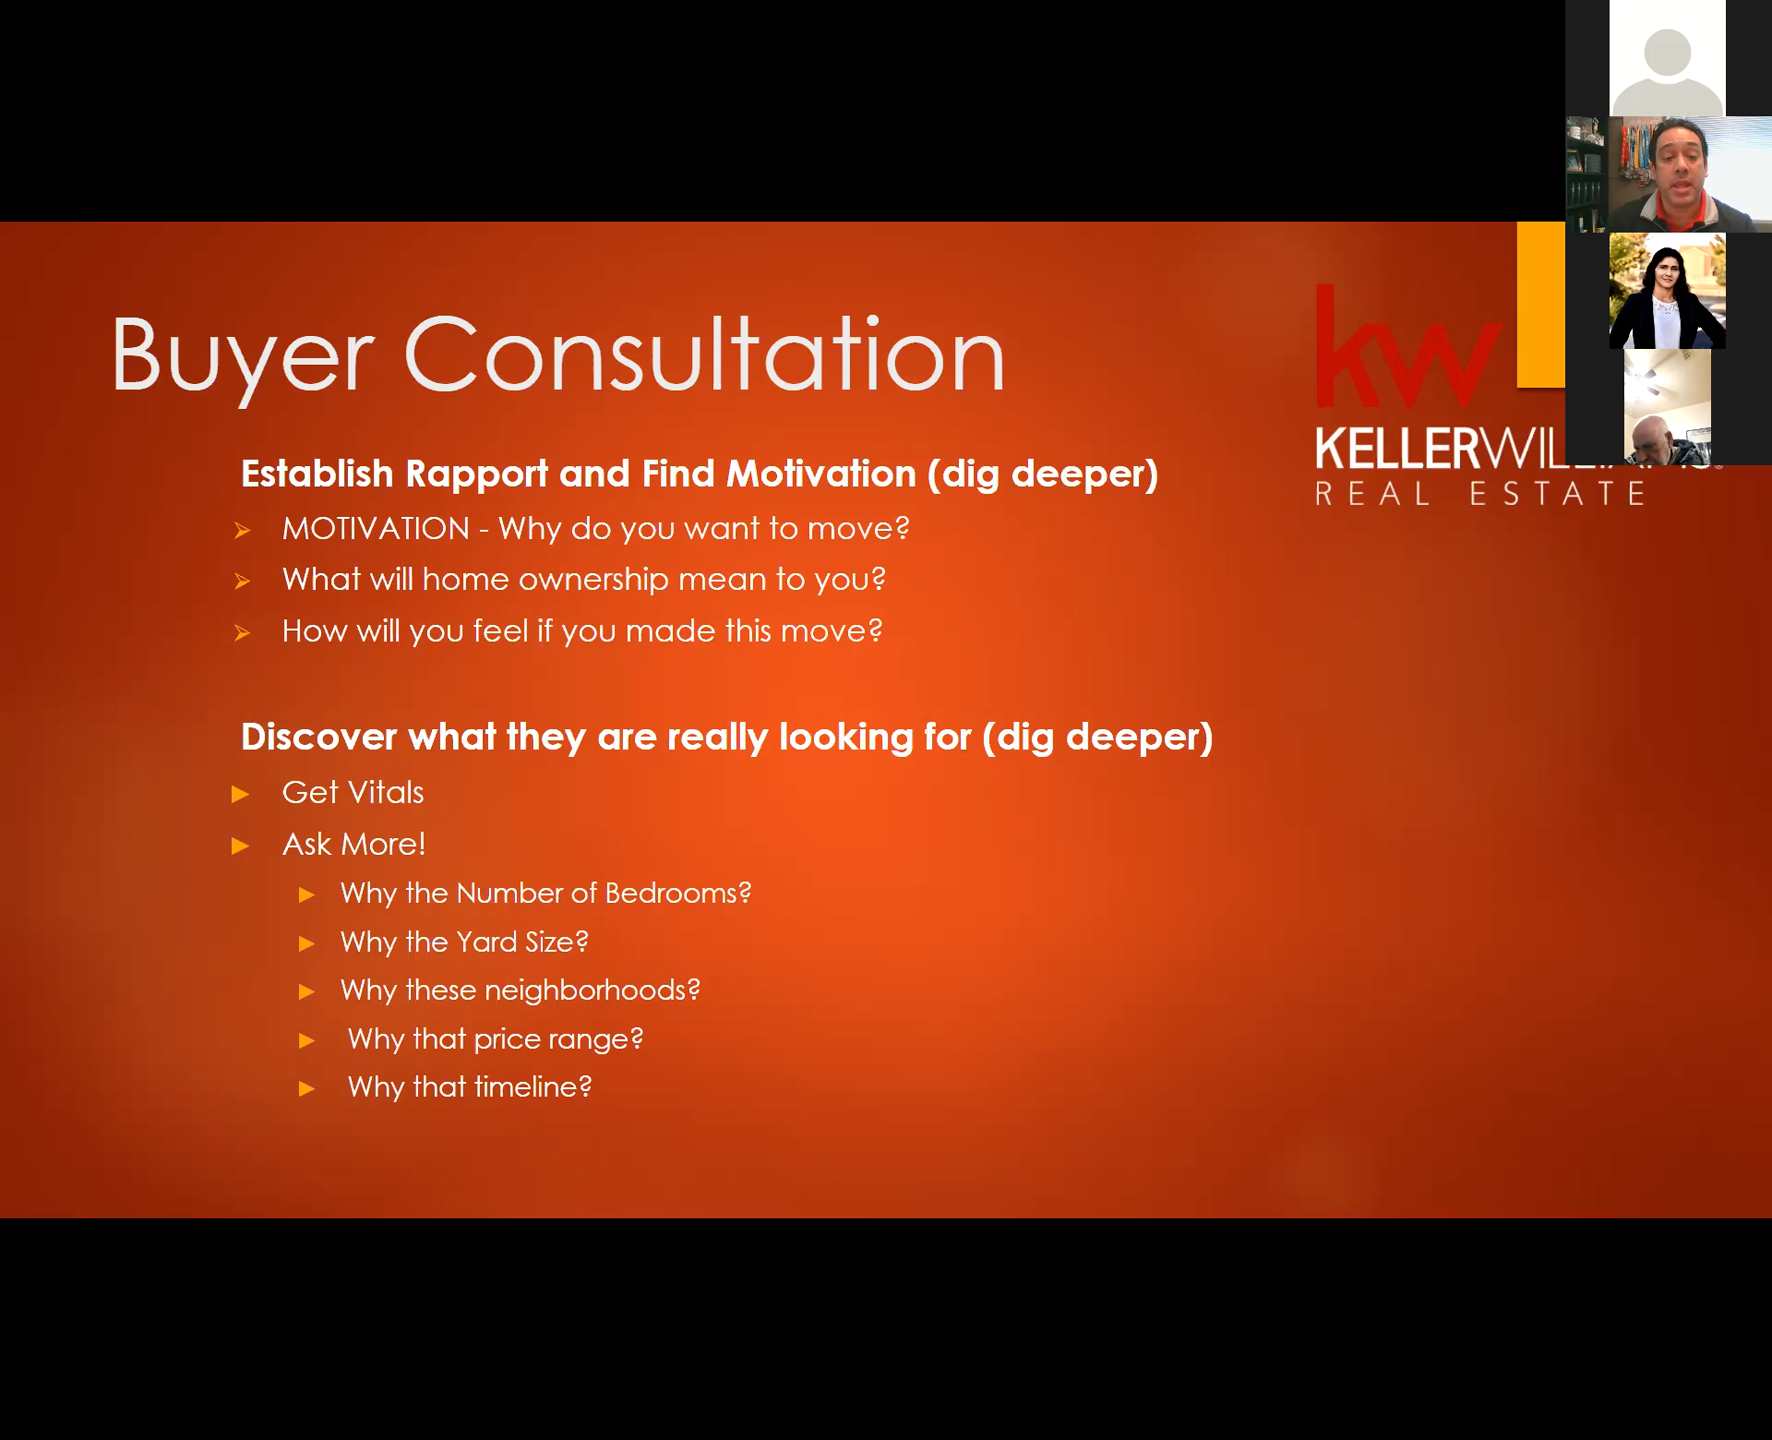 Buyer Consultation
kw
KELLERWIL
REAL ESTATE
Establish Rapport and Find Motivation (dig deeper)
MOTIVATION - Why do you want to move?
What will home ownership mean to you?
How will you feel if you made this move?
Discover what they are really looking for (dig deeper)
Get Vitals
Ask More!
Why the Number of Bedrooms?
Why the Yard Size?
Why these neighborhoods?
Why that price range?
Why that timeline?